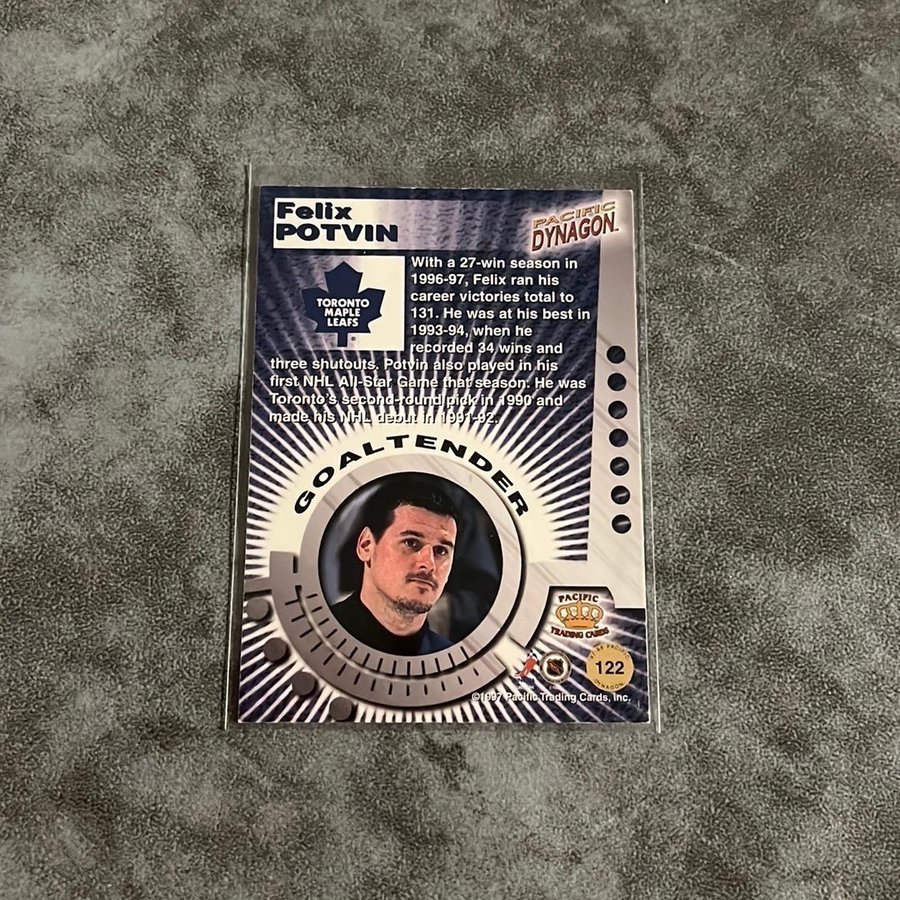 Felix
POTVIN
PACIFIC
DYNAGON
TORONTO
MAPLE
LEAFS
With a 27-win season in
1996-97, Felix ran his
career victories total to
131. He was at his best in
1993-94, when he
recorded 34 wins and
three shutouts. Potvin also played in his
first NHL All-Star Game that season. He was
Toronto's second-round pick in 1990 and
made his NHL debut in 1991-92.
GOALTENDER
PACIFIC
TRADING CARDS
PACIFIC
122
DYNAGON
©1997 Pacific Trading Cards, Inc.